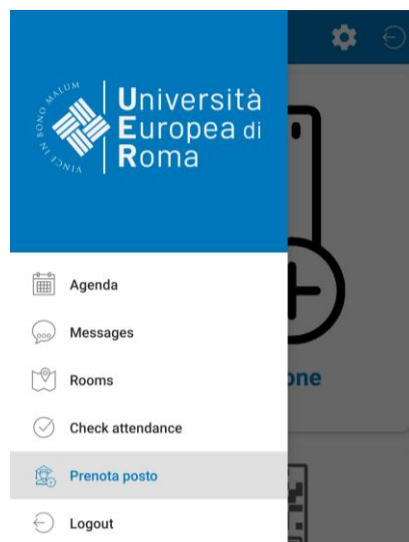 VINCE IN BONO MALUM
Università
Europea di
Roma
Agenda
Messages
Rooms
Check attendance
Prenota posto
Logout
one